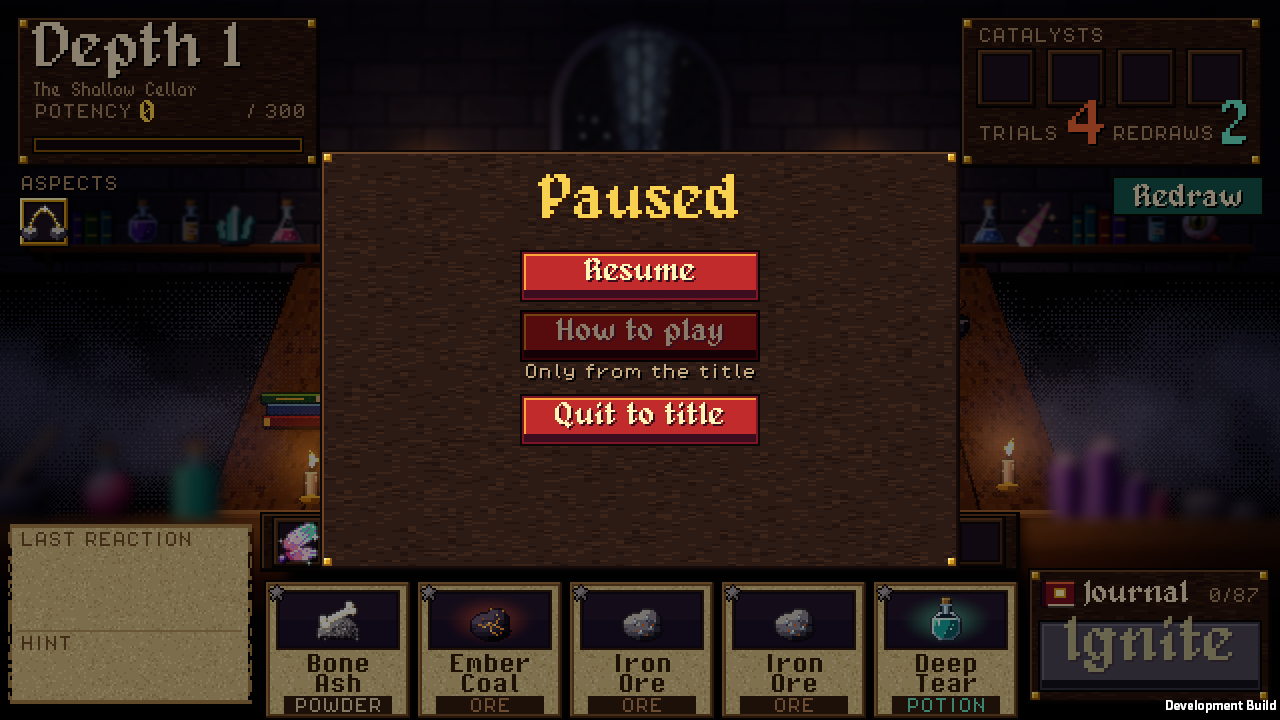 Depth 1
The Shallow Cellar
POTENCY 0 / 300
ASPECTS
CATALYSTS
TRIALS 4 REDRAWS 2
Redraw
Paused
Resume
How to play
Only from the title
Quit to title
LAST REACTION
HINT
Bone
Ash
POWDER
Ember
Coal
ORE
Iron
Ore
ORE
Iron
Ore
ORE
Deep
Tear
POTION
Journal 0/87
Ignite
Development Build